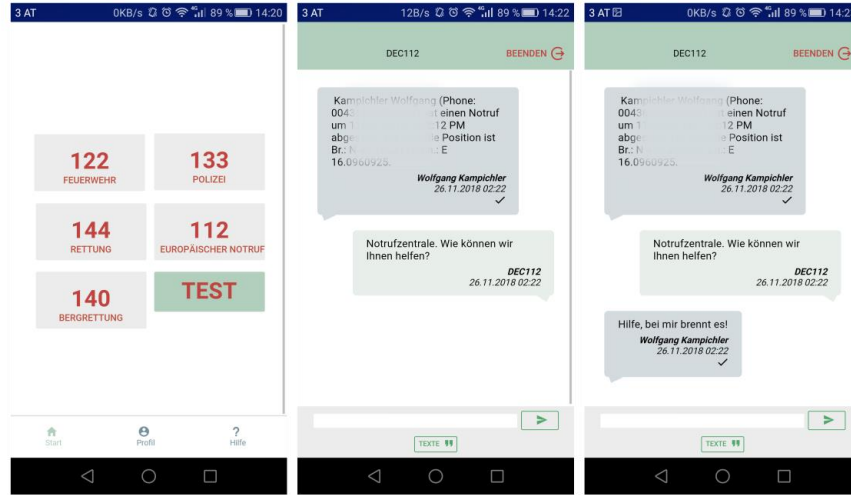 3 AT 0KB/s 4G 89 % 14:20
122
FEUERWEHR
133
POLIZEI
144
RETTUNG
112
EUROPÄISCHER NOTRUF
140
BERGRETTUNG
TEST
Start
Profil
?
Hilfe
3 AT 12B/s 4G 89 % 14:22
DEC112
BEENDEN
Kampichler Wolfgang (Phone:
0043 einen Notruf
um 12 PM
Position ist
Br.: N : E
16.0960925.
Wolfgang Kampichler
26.11.2018 02:22
Notrufzentrale. Wie können wir
Ihnen helfen?
DEC112
26.11.2018 02:22
TEXTE
3 AT 0KB/s 4G 89 %
DEC112
BEENDEN
Kampichler Wolfgang (Phone:
0043 einen Notruf
um 12 PM
Position ist
Br.: N : E
16.0960925.
Wolfgang Kampichler
26.11.2018 02:22
Notrufzentrale. Wie können wir
Ihnen helfen?
DEC112
26.11.2018 02:22
Hilfe, bei mir brennt es!
Wolfgang Kampichler
26.11.2018 02:22
TEXTE